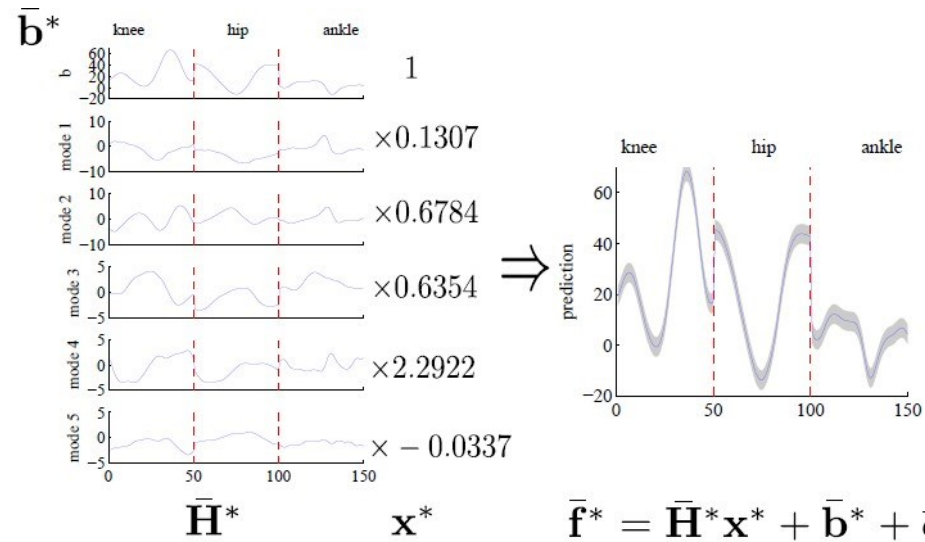 b̄*
knee hip ankle
60
40
20
0
−20
b
1
10
0
−10
mode 1
×0.1307
10
0
−10
mode 2
×0.6784
5
0
−5
mode 3
×0.6354
5
0
−5
mode 4
×2.2922
5
0
−5
mode 5
× − 0.0337
0 50 100 150
H̄* x*
⇒
knee hip ankle
60
40
20
0
−20
prediction
0 50 100 150
f̄* = H̄*x* + b̄* +